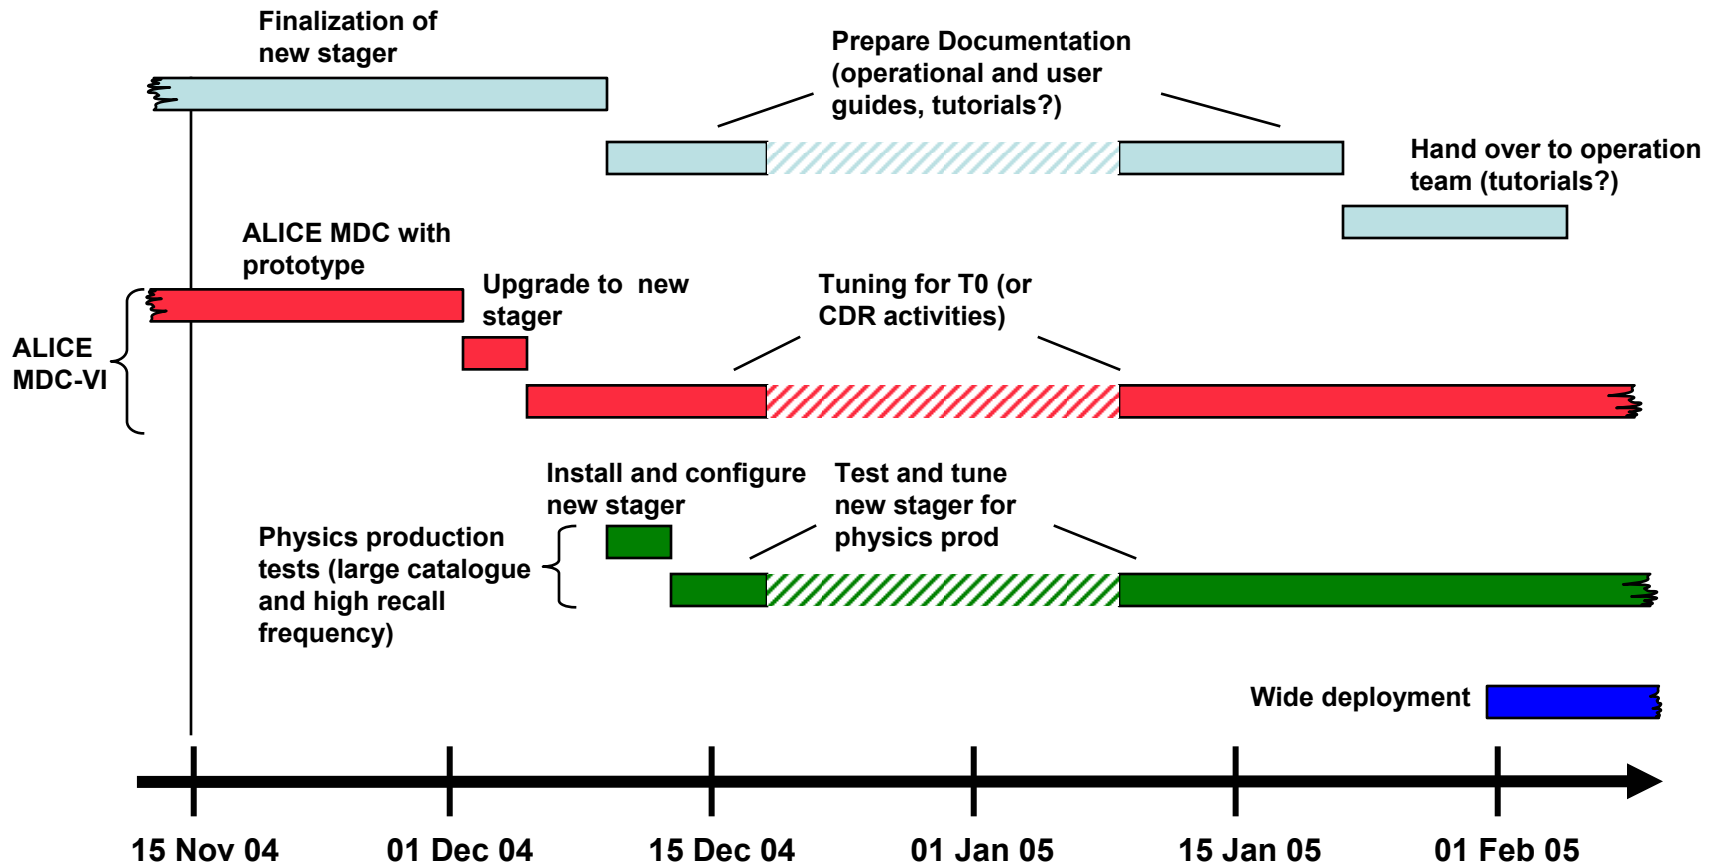 Finalization of
new stager
Prepare Documentation
(operational and user
guides, tutorials?)
Hand over to operation
team (tutorials?)
ALICE MDC with
prototype
Upgrade to  new
stager
Tuning for T0 (or
CDR activities)
ALICE
MDC-VI
Install and configure
new stager
Test and tune
new stager for
physics prod
Physics production
tests (large catalogue
and high recall
frequency)
Wide deployment
15 Nov 04
01 Dec 04
15 Dec 04
01 Jan 05
15 Jan 05
01 Feb 05